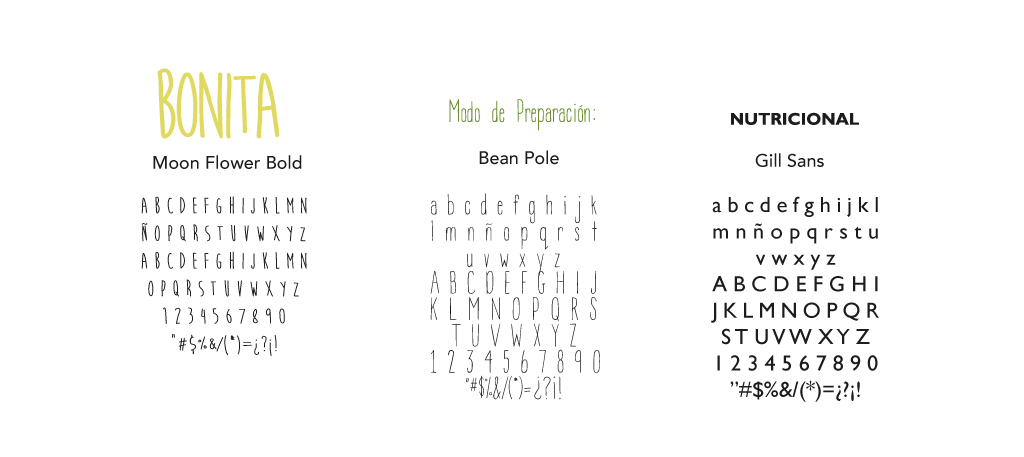 BONITA
Moon Flower Bold
A B C D E F G H I J K L M N
Ñ O P Q R S T U V W X Y Z
A B C D E F G H I J K L M N
O P Q R S T U V W X Y Z
1 2 3 4 5 6 7 8 9 0
"#$%&/(*)=¿?¡!
Modo de Preparación:
Bean Pole
a b c d e f g h i j k
l m n ñ o p q r s t
u v w x y z
A B C D E F G H I J
K L M N O P Q R S
T U V W X Y Z
1 2 3 4 5 6 7 8 9 0
"#$%&/(*)=¿?¡!
NUTRICIONAL
Gill Sans
a b c d e f g h i j k l
m n ñ o p q r s t u
v w x y z
A B C D E F G H I
J K L M N O P Q R
S T U V W X Y Z
1 2 3 4 5 6 7 8 9 0
”#$%&/(*)=¿?¡!